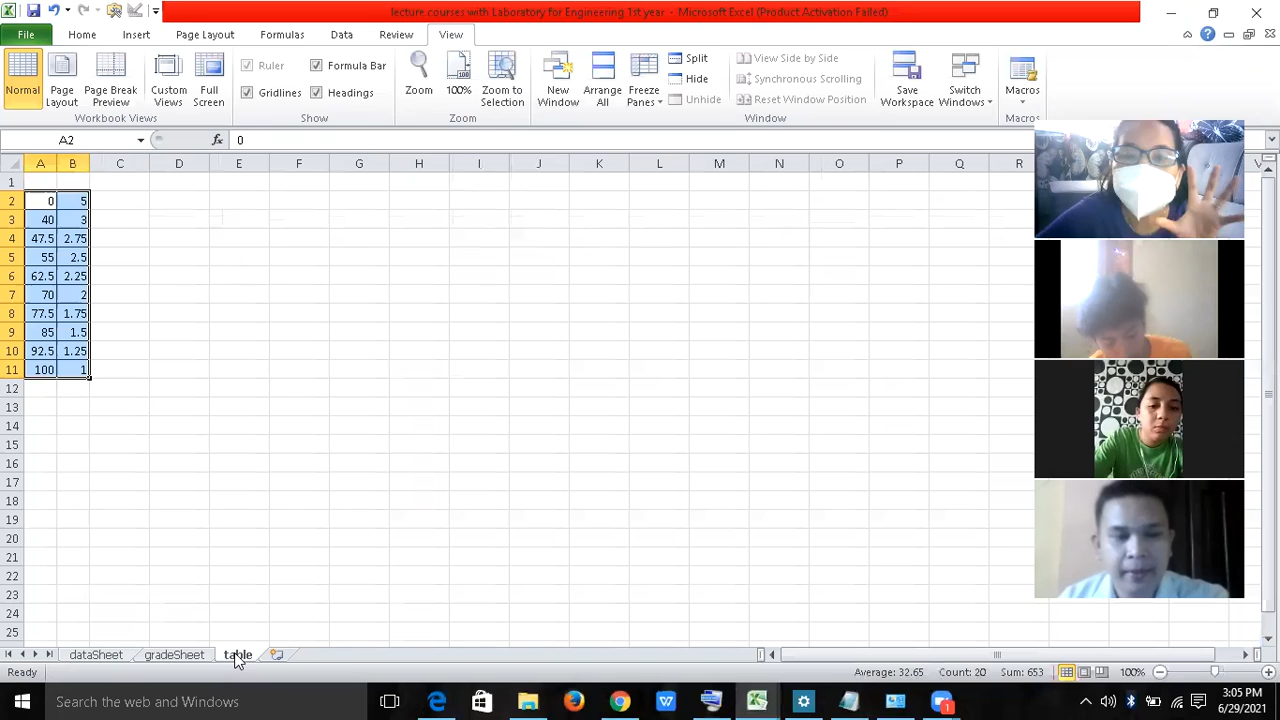 lecture courses with Laboratory for Engineering 1st year - Microsoft Excel (Product Activation Failed)
File Home Insert Page Layout Formulas Data Review View
Normal Page Layout Page Break Preview Custom Views Full Screen
Workbook Views
Ruler Formula Bar
Gridlines Headings
Show
Zoom 100% Zoom to Selection
Zoom
New Window Arrange All Freeze Panes
Split
Hide
Unhide
View Side by Side
Synchronous Scrolling
Reset Window Position
Save Workspace Switch Windows
Window
Macros
Macros
A2 fx 0
A B C D E F G H I J K L M N O P Q R V
1
2 0 5
3 40 3
4 47.5 2.75
5 55 2.5
6 62.5 2.25
7 70 2
8 77.5 1.75
9 85 1.5
10 92.5 1.25
11 100 1
12
13
14
15
16
17
18
19
20
21
22
23
24
25
dataSheet gradeSheet table
Ready Average: 32.65 Count: 20 Sum: 653 100%
Search the web and Windows
1
3:05 PM
6/29/2021